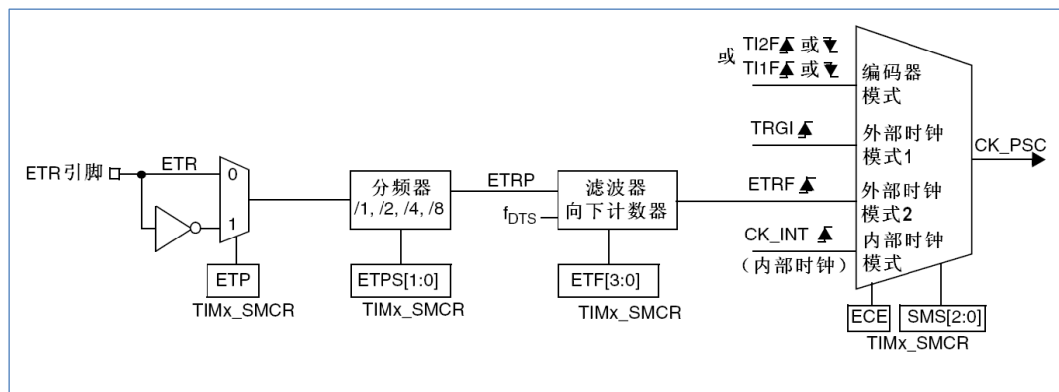 TI2F 或
或 TI1F 或
编码器
模式
TRGI
外部时钟
模式1
CK_PSC
ETR引脚
ETR
0
1
ETP
TIMx_SMCR
分频器
/1, /2, /4, /8
ETPS[1:0]
TIMx_SMCR
ETRP
fDTS
滤波器
向下计数器
ETF[3:0]
TIMx_SMCR
ETRF
外部时钟
模式2
CK_INT
(内部时钟)
内部时钟
模式
ECE
SMS[2:0]
TIMx_SMCR